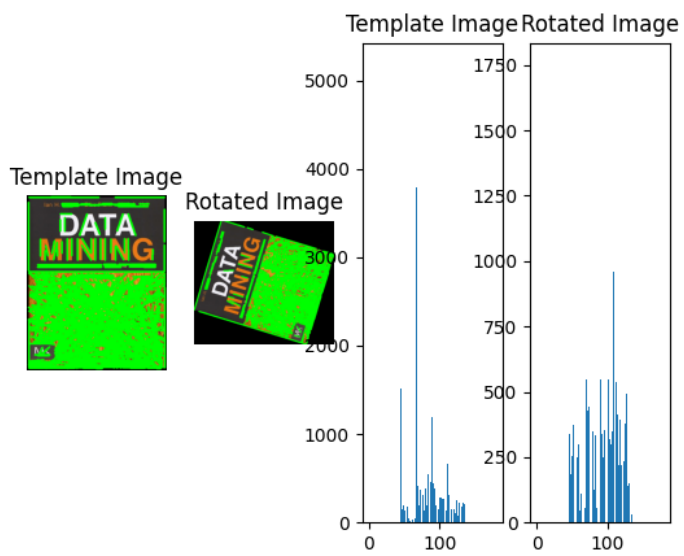 Template Image
DATA
MINING
MK
Rotated Image
DATA
MINING
MK
Template Image
5000
4000
3000
2000
1000
0
0
100
Rotated Image
1750
1500
1250
1000
750
500
250
0
0
100